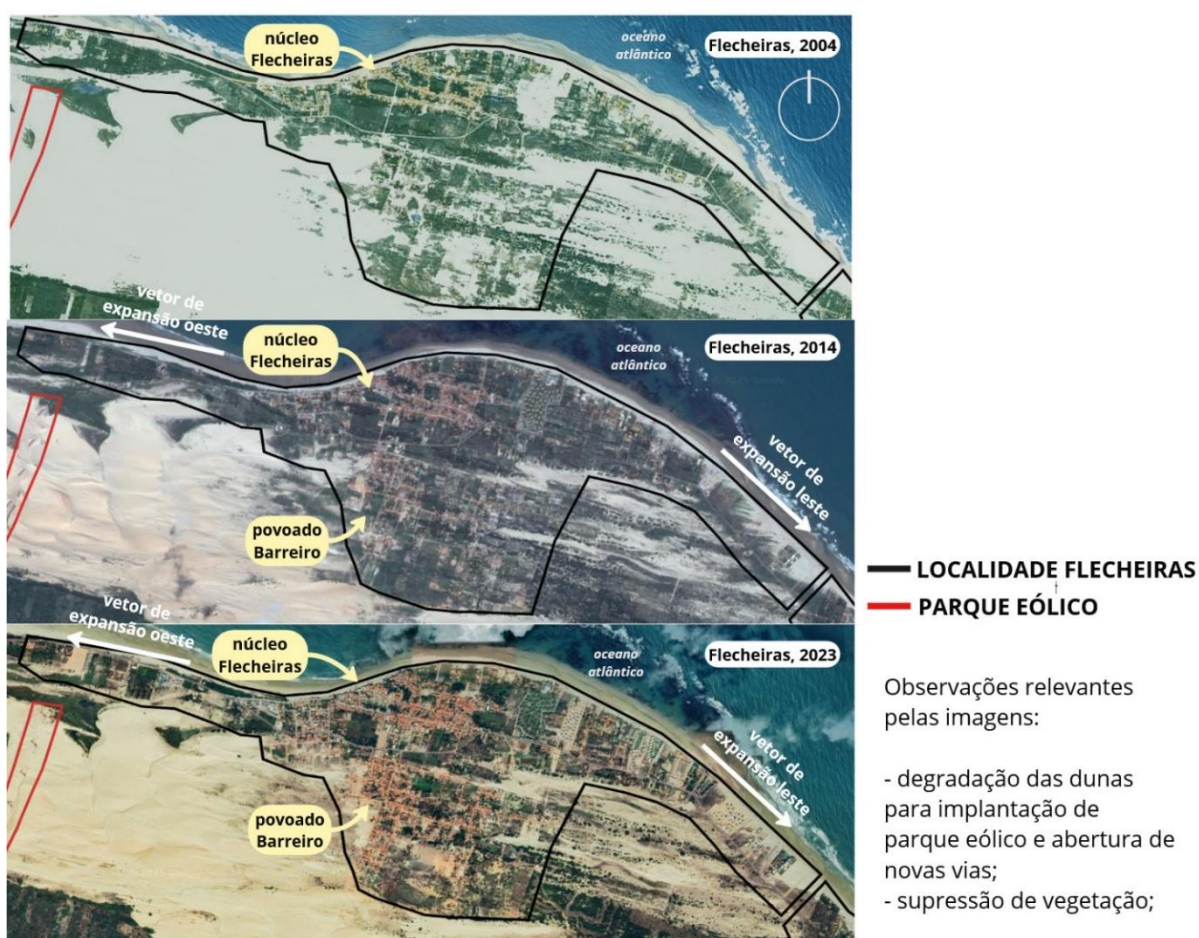 núcleo
Flecheiras
oceano
atlântico
Flecheiras, 2004
vetor de
expansão oeste
núcleo
Flecheiras
oceano
atlântico
Flecheiras, 2014
vetor de
expansão leste
povoado
Barreiro
LOCALIDADE FLECHEIRAS
PARQUE EÓLICO
vetor de
expansão oeste
núcleo
Flecheiras
oceano
atlântico
Flecheiras, 2023
vetor de
expansão leste
povoado
Barreiro
Observações relevantes
pelas imagens:
- degradação das dunas
para implantação de
parque eólico e abertura de
novas vias;
- supressão de vegetação;